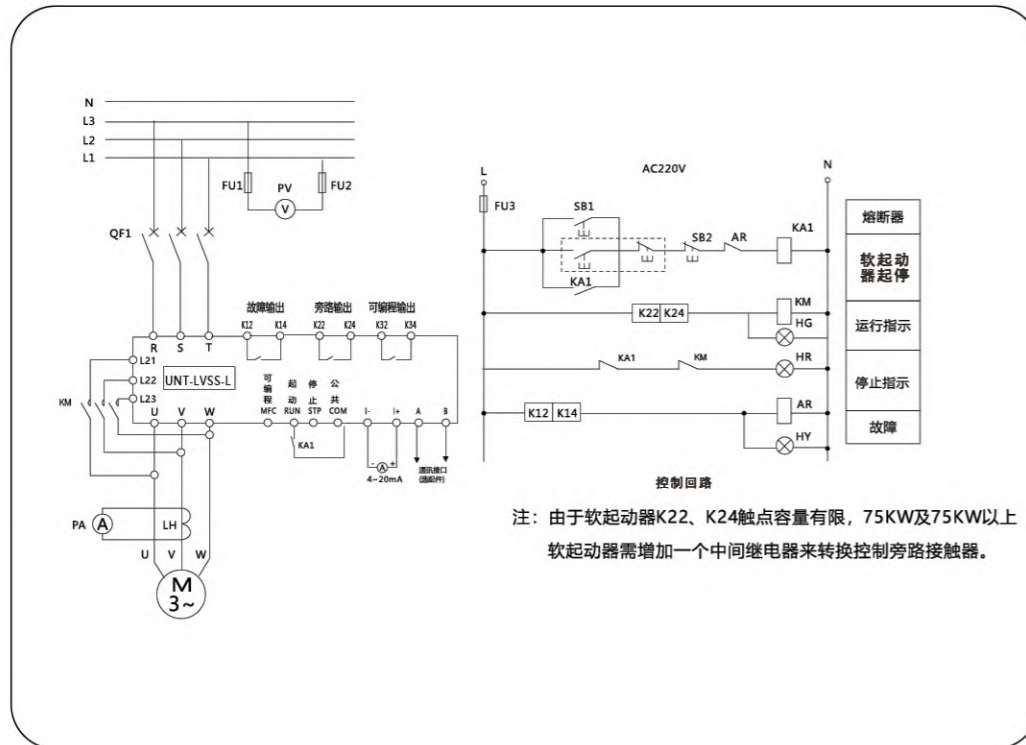 N
L3
L2
L1
FU1
PV
V
FU2
QF1
故障输出
旁路输出
可编程输出
K12
K14
K22
K24
K32
K34
R
S
T
L21
L22
L23
UNT-LVSS-L
KM
U
V
W
可编程
起动
停止
公共
MFC
RUN
STP
COM
I-
I+
A
B
KA1
-
A
+
4~20mA
通讯接口
(选配件)
PA
A
LH
U
V
W
M
3~
L
AC220V
N
FU3
SB1
SB2
AR
KA1
KA1
K22
K24
KM
HG
KA1
KM
HR
K12
K14
AR
HY
熔断器
软起动
器起停
运行指示
停止指示
故障
控制回路
注：由于软起动器K22、K24触点容量有限，75KW及75KW以上
软起动器需增加一个中间继电器来转换控制旁路接触器。